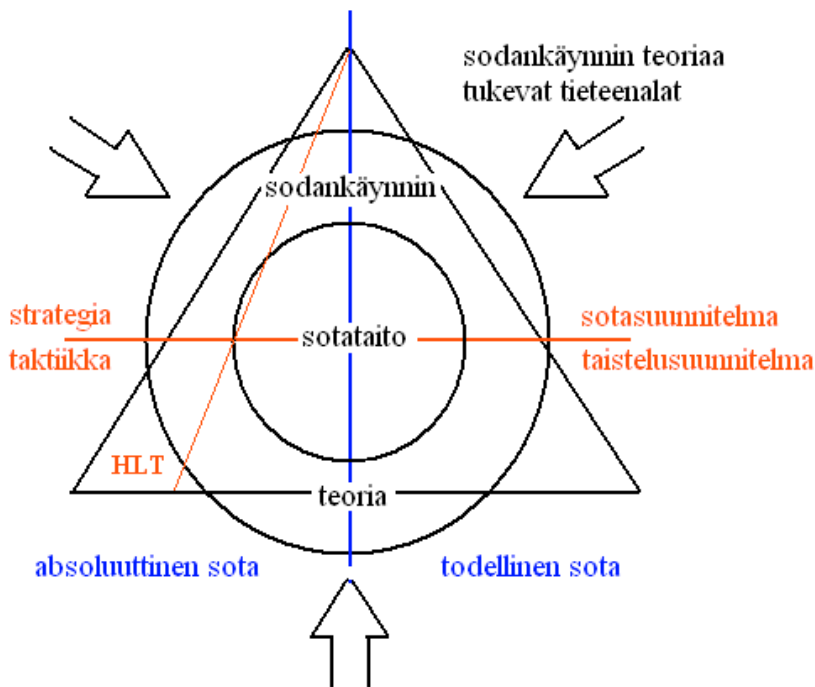 sodankäynnin teoriaa
tukevat tieteenalat
sodankäynnin
strategia
taktiikka
sotataito
sotasuunnitelma
taistelusuunnitelma
HLT
teoria
absoluuttinen sota
todellinen sota